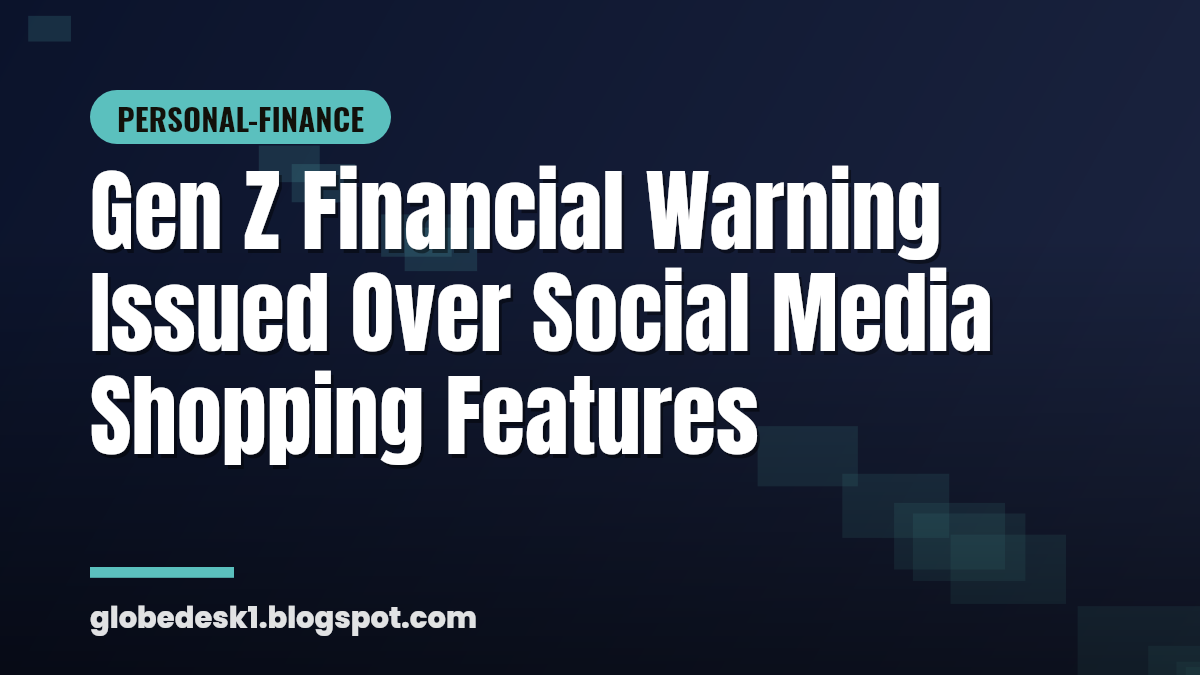 PERSONAL-FINANCE
Gen Z Financial Warning
Issued Over Social Media
Shopping Features
globedesk1.blogspot.com